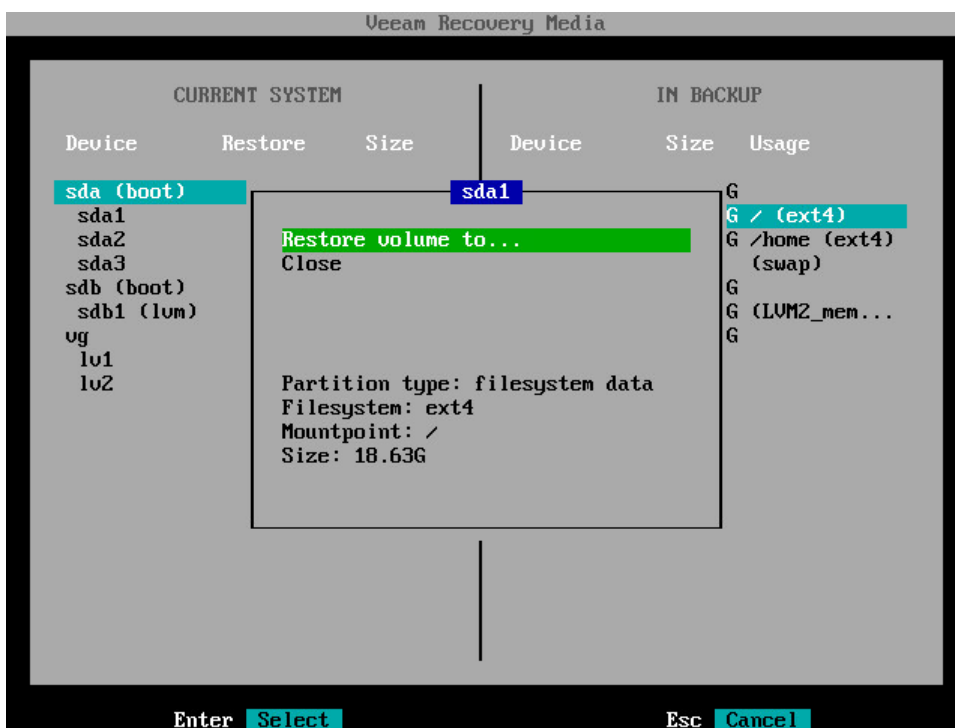 Veeam Recovery Media
CURRENT SYSTEM IN BACKUP
Device Restore Size Device Size Usage
sda (boot) G
sda1 G / (ext4)
sda2 G /home (ext4)
sda3 (swap)
sdb (boot) G
sdb1 (lvm) G (LVM2_mem...
vg G
lv1
lv2
sda1
Restore volume to...
Close
Partition type: filesystem data
Filesystem: ext4
Mountpoint: /
Size: 18.63G
Enter Select Esc Cancel